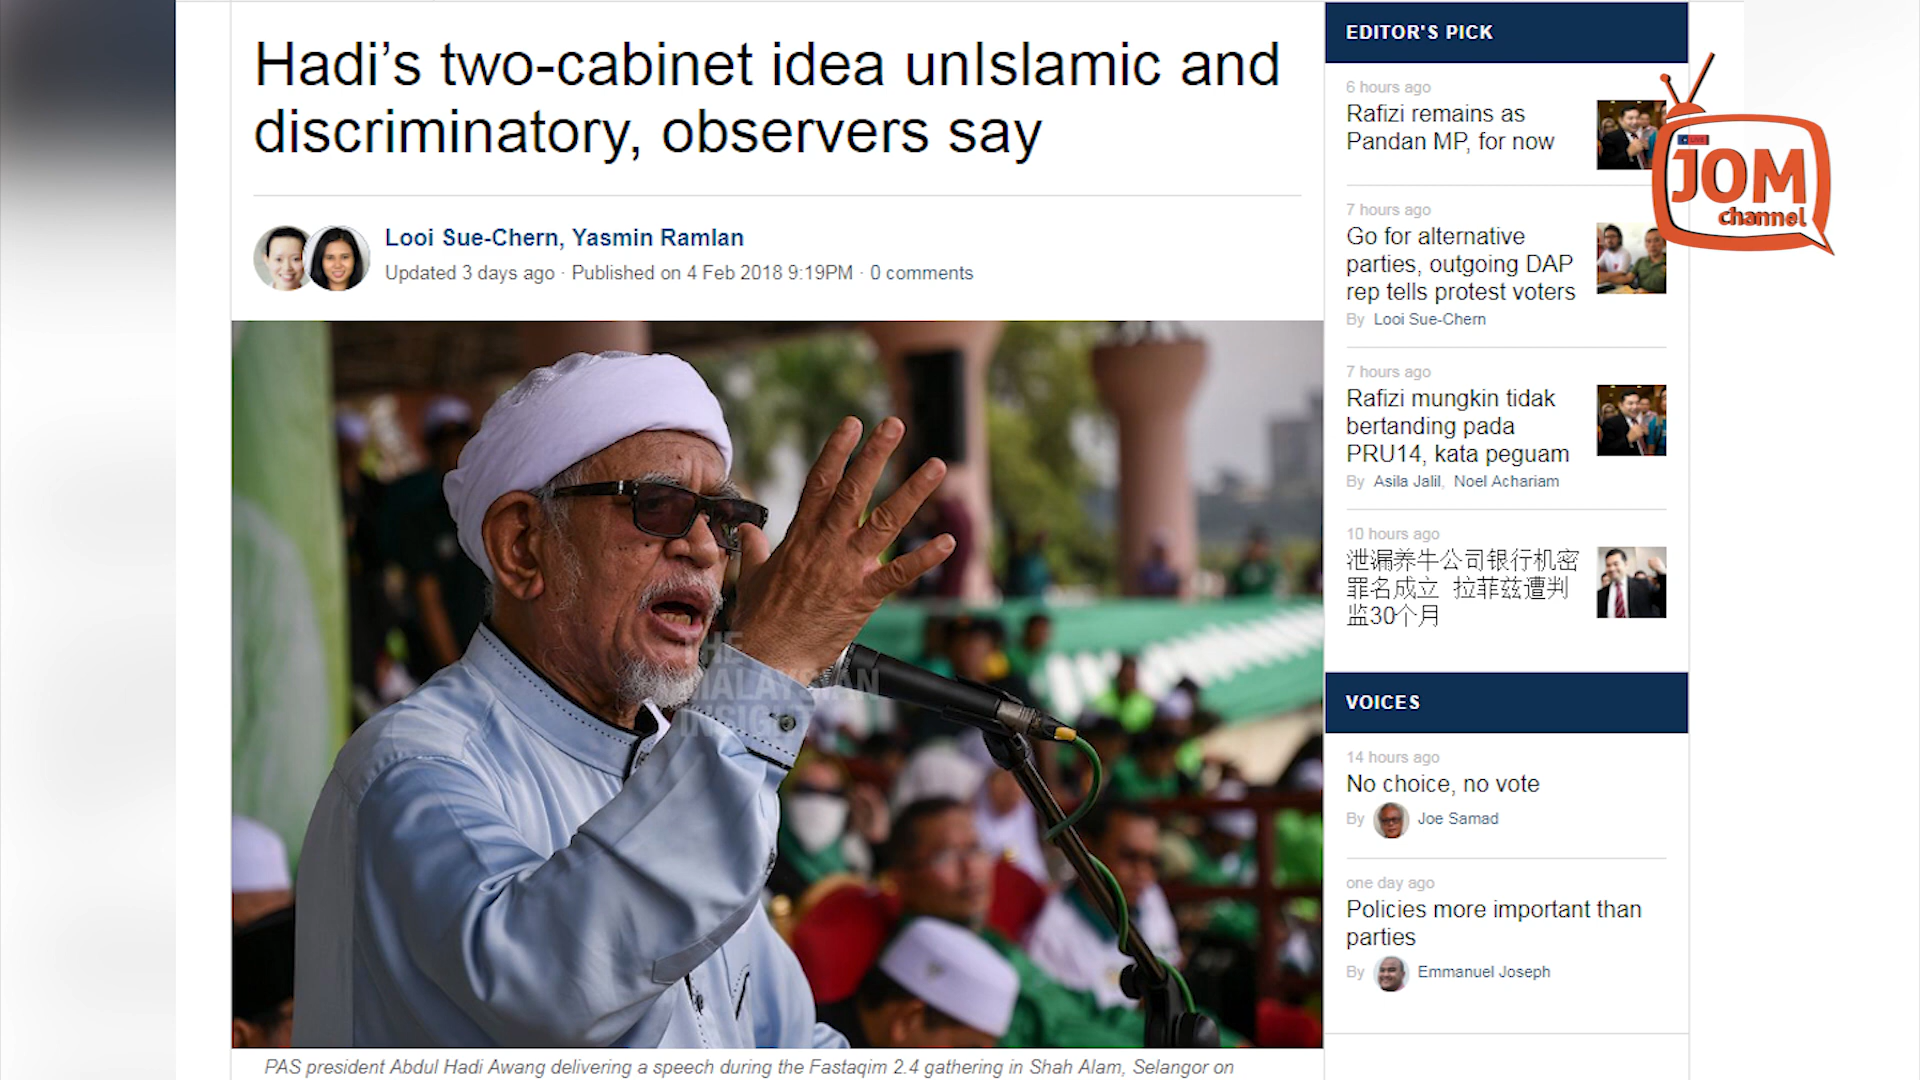 Hadi’s two-cabinet idea unIslamic and
discriminatory, observers say
Looi Sue-Chern, Yasmin Ramlan
Updated 3 days ago · Published on 4 Feb 2018 9:19PM · 0 comments
THE
MALAYSIAN
INSIGHT
PAS president Abdul Hadi Awang delivering a speech during the Fastaqim 2.4 gathering in Shah Alam, Selangor on
EDITOR'S PICK
6 hours ago
Rafizi remains as
Pandan MP, for now
7 hours ago
Go for alternative
parties, outgoing DAP
rep tells protest voters
By Looi Sue-Chern
7 hours ago
Rafizi mungkin tidak
bertanding pada
PRU14, kata peguam
By Asila Jalil, Noel Achariam
10 hours ago
泄漏养牛公司银行机密
罪名成立 拉菲兹遭判
监30个月
VOICES
14 hours ago
No choice, no vote
By Joe Samad
one day ago
Policies more important than
parties
By Emmanuel Joseph
LIVE
JOM
channel